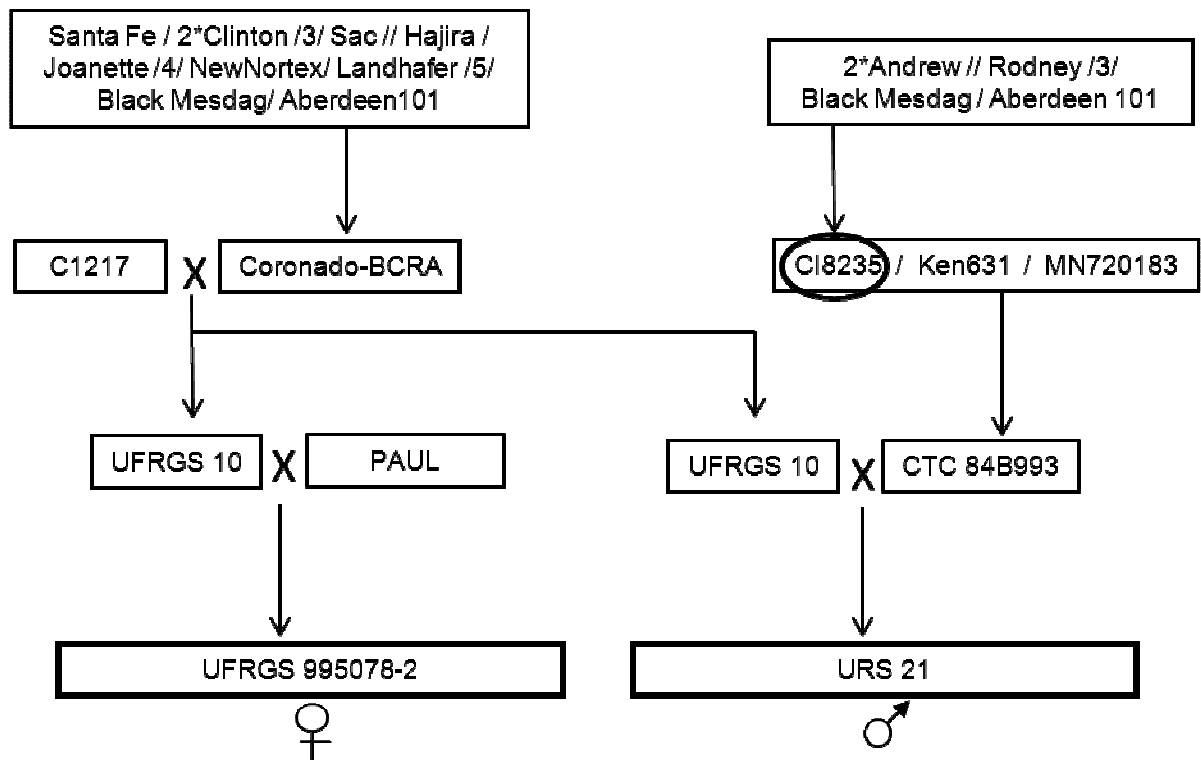 Santa Fe / 2*Clinton /3/ Sac // Hajira /
Joanette /4/ NewNortex/ Landhafer /5/
Black Mesdag/ Aberdeen101
2*Andrew // Rodney /3/
Black Mesdag / Aberdeen 101
C1217 X Coronado-BCRA
CI8235 / Ken631 / MN720183
UFRGS 10 X PAUL
UFRGS 10 X CTC 84B993
UFRGS 995078-2
URS 21
♀
♂